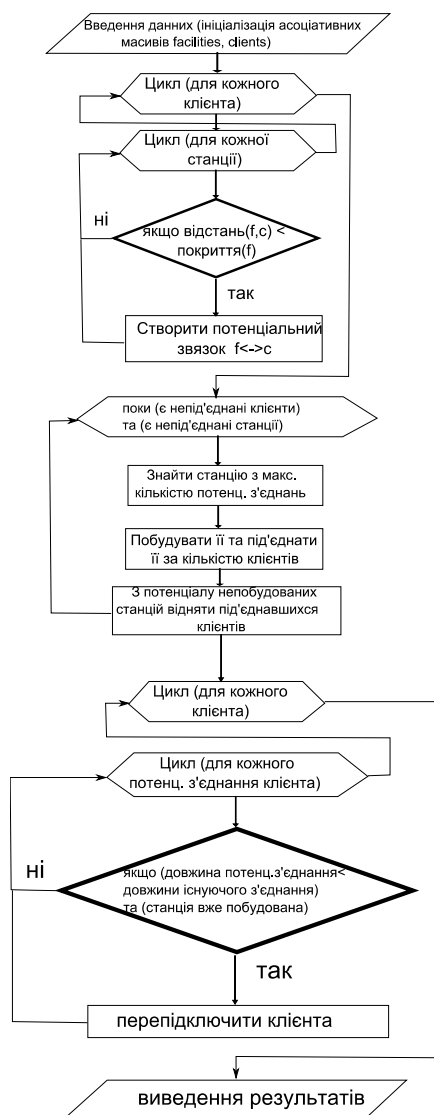 Введення данних (ініціалізація асоціативних
масивів facilities, clients)
Цикл (для кожного
клієнта)
Цикл (для кожної
станції)
ні
якщо відстань(f,c) <
покриття(f)
так
Створити потенціальний
звязок f<->c
поки (є непід'єднані клієнти)
та (є непід'єднані станції)
Знайти станцію з макс.
кількостю потенц. з'єднань
Побудувати її та під'єднати
її за кількостю клієнтів
З потенціалу непобудованих
станцій відняти під'єднавшихся
клієнтів
Цикл (для кожного
клієнта)
Цикл (для кожного
потенц. з'єднання клієнта)
ні
якщо (довжина потенц.з'єднання<
довжини існуючого з'єднання)
та (станція вже побудована)
так
перепідключити клієнта
виведення результатів